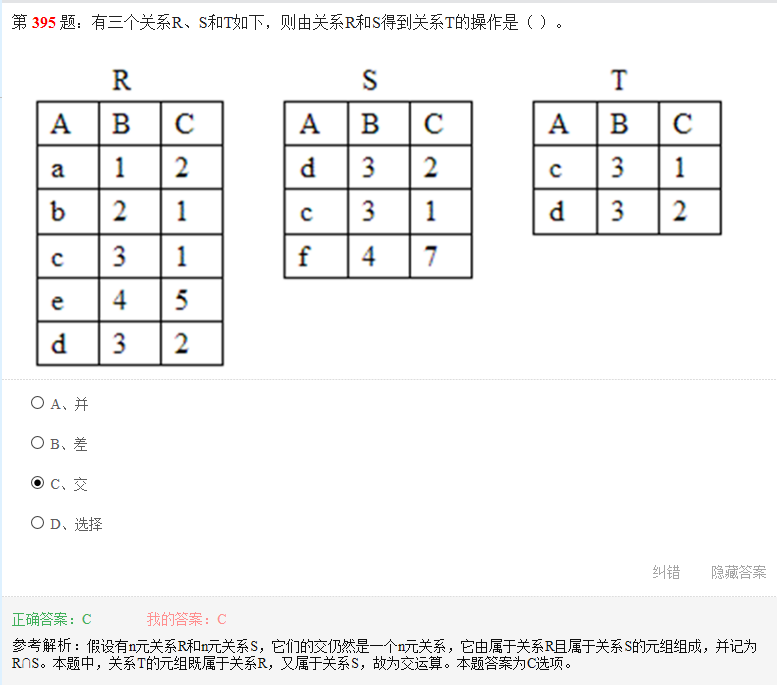 第 395 题：有三个关系R、S和T如下，则由关系R和S得到关系T的操作是（ ）。
R S T
A B C A B C A B C
a 1 2 d 3 2 c 3 1
b 2 1 c 3 1 d 3 2
c 3 1 f 4 7
e 4 5
d 3 2
A、并
B、差
C、交
D、选择
纠错 隐藏答案
正确答案：C 我的答案：C
参考解析：假设有n元关系R和n元关系S，它们的交仍然是一个n元关系，它由属于关系R且属于关系S的元组组成，并记为
R∩S。本题中，关系T的元组既属于关系R，又属于关系S，故为交运算。本题答案为C选项。